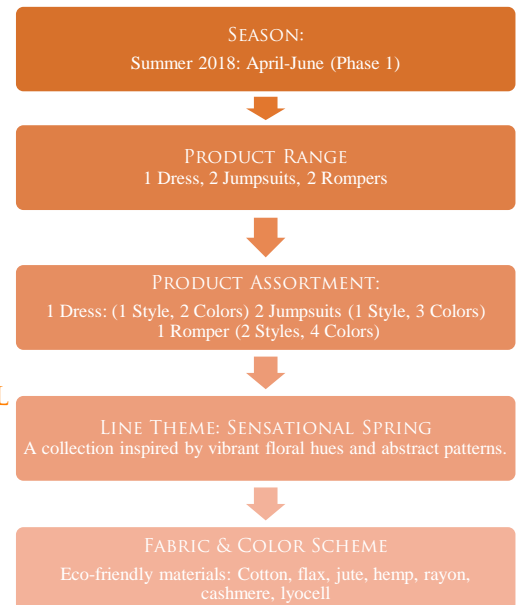 SEASON:
Summer 2018: April-June (Phase 1)
PRODUCT RANGE
1 Dress, 2 Jumpsuits, 2 Rompers
PRODUCT ASSORTMENT:
1 Dress: (1 Style, 2 Colors) 2 Jumpsuits (1 Style, 3 Colors)
1 Romper (2 Styles, 4 Colors)
L
LINE THEME: SENSATIONAL SPRING
A collection inspired by vibrant floral hues and abstract patterns.
FABRIC & COLOR SCHEME
Eco-friendly materials: Cotton, flax, jute, hemp, rayon,
cashmere, lyocell